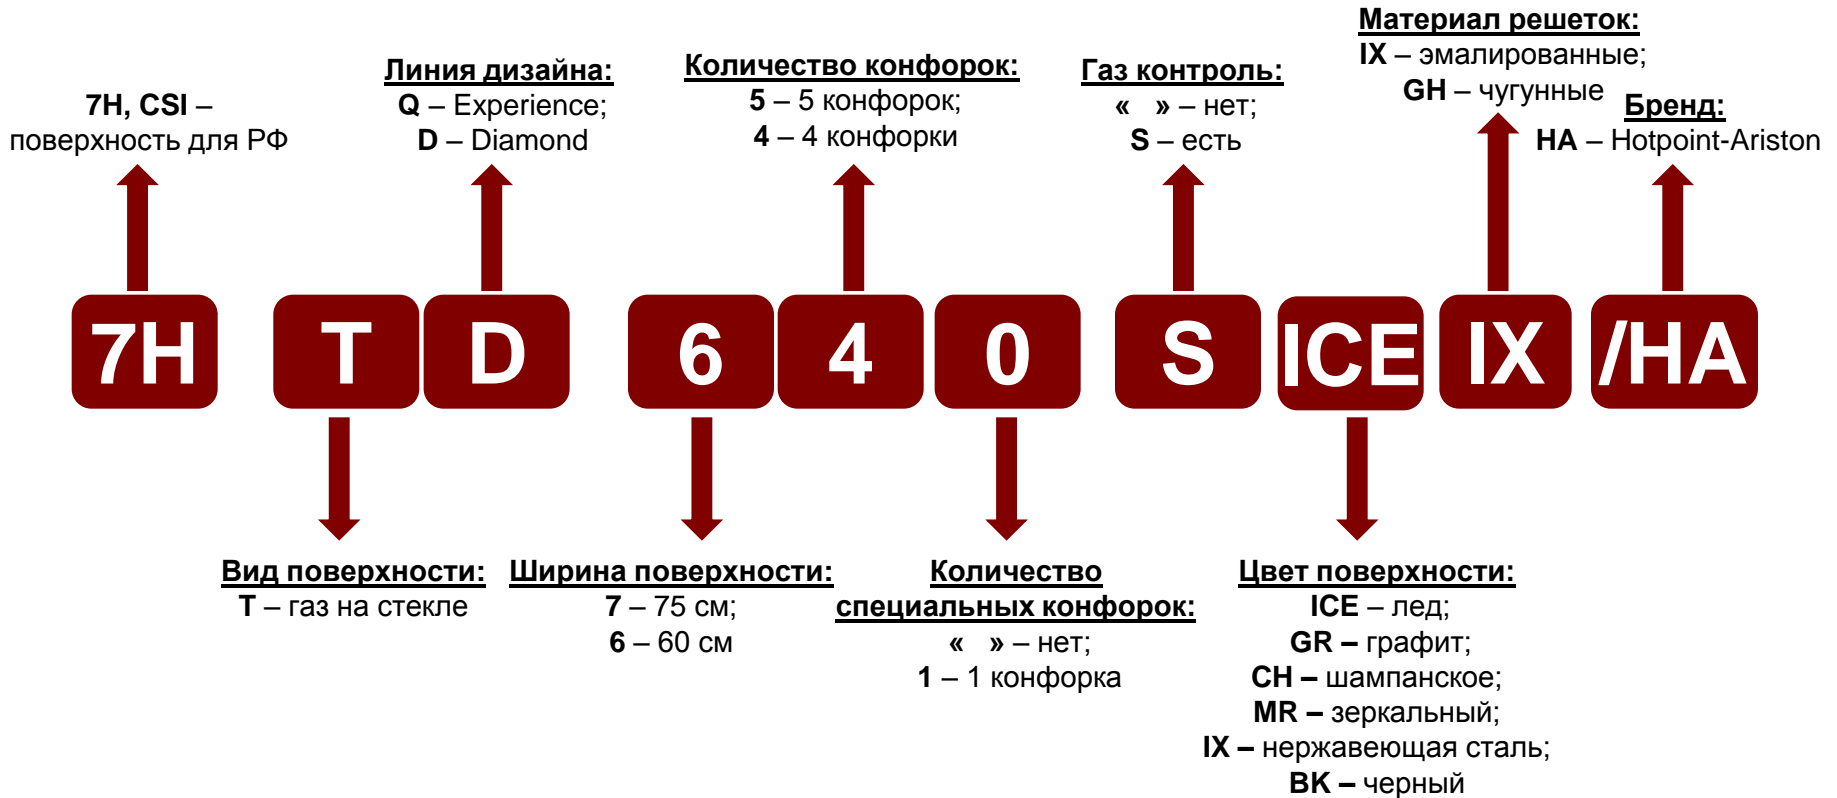 7H, CSI –
поверхность для РФ
Линия дизайна:
Q – Experience;
D – Diamond
Количество конфорок:
5 – 5 конфорок;
4 – 4 конфорки
Газ контроль:
«   » – нет;
S – есть
Материал решеток:
IX – эмалированные;
GH – чугунные
Бренд:
HA – Hotpoint-Ariston
7H T D 6 4 0 S ICE IX /HA
Вид поверхности:
T – газ на стекле
Ширина поверхности:
7 – 75 см;
6 – 60 см
Количество
специальных конфорок:
«   » – нет;
1 – 1 конфорка
Цвет поверхности:
ICE – лед;
GR – графит;
CH – шампанское;
MR – зеркальный;
IX – нержавеющая сталь;
BK – черный